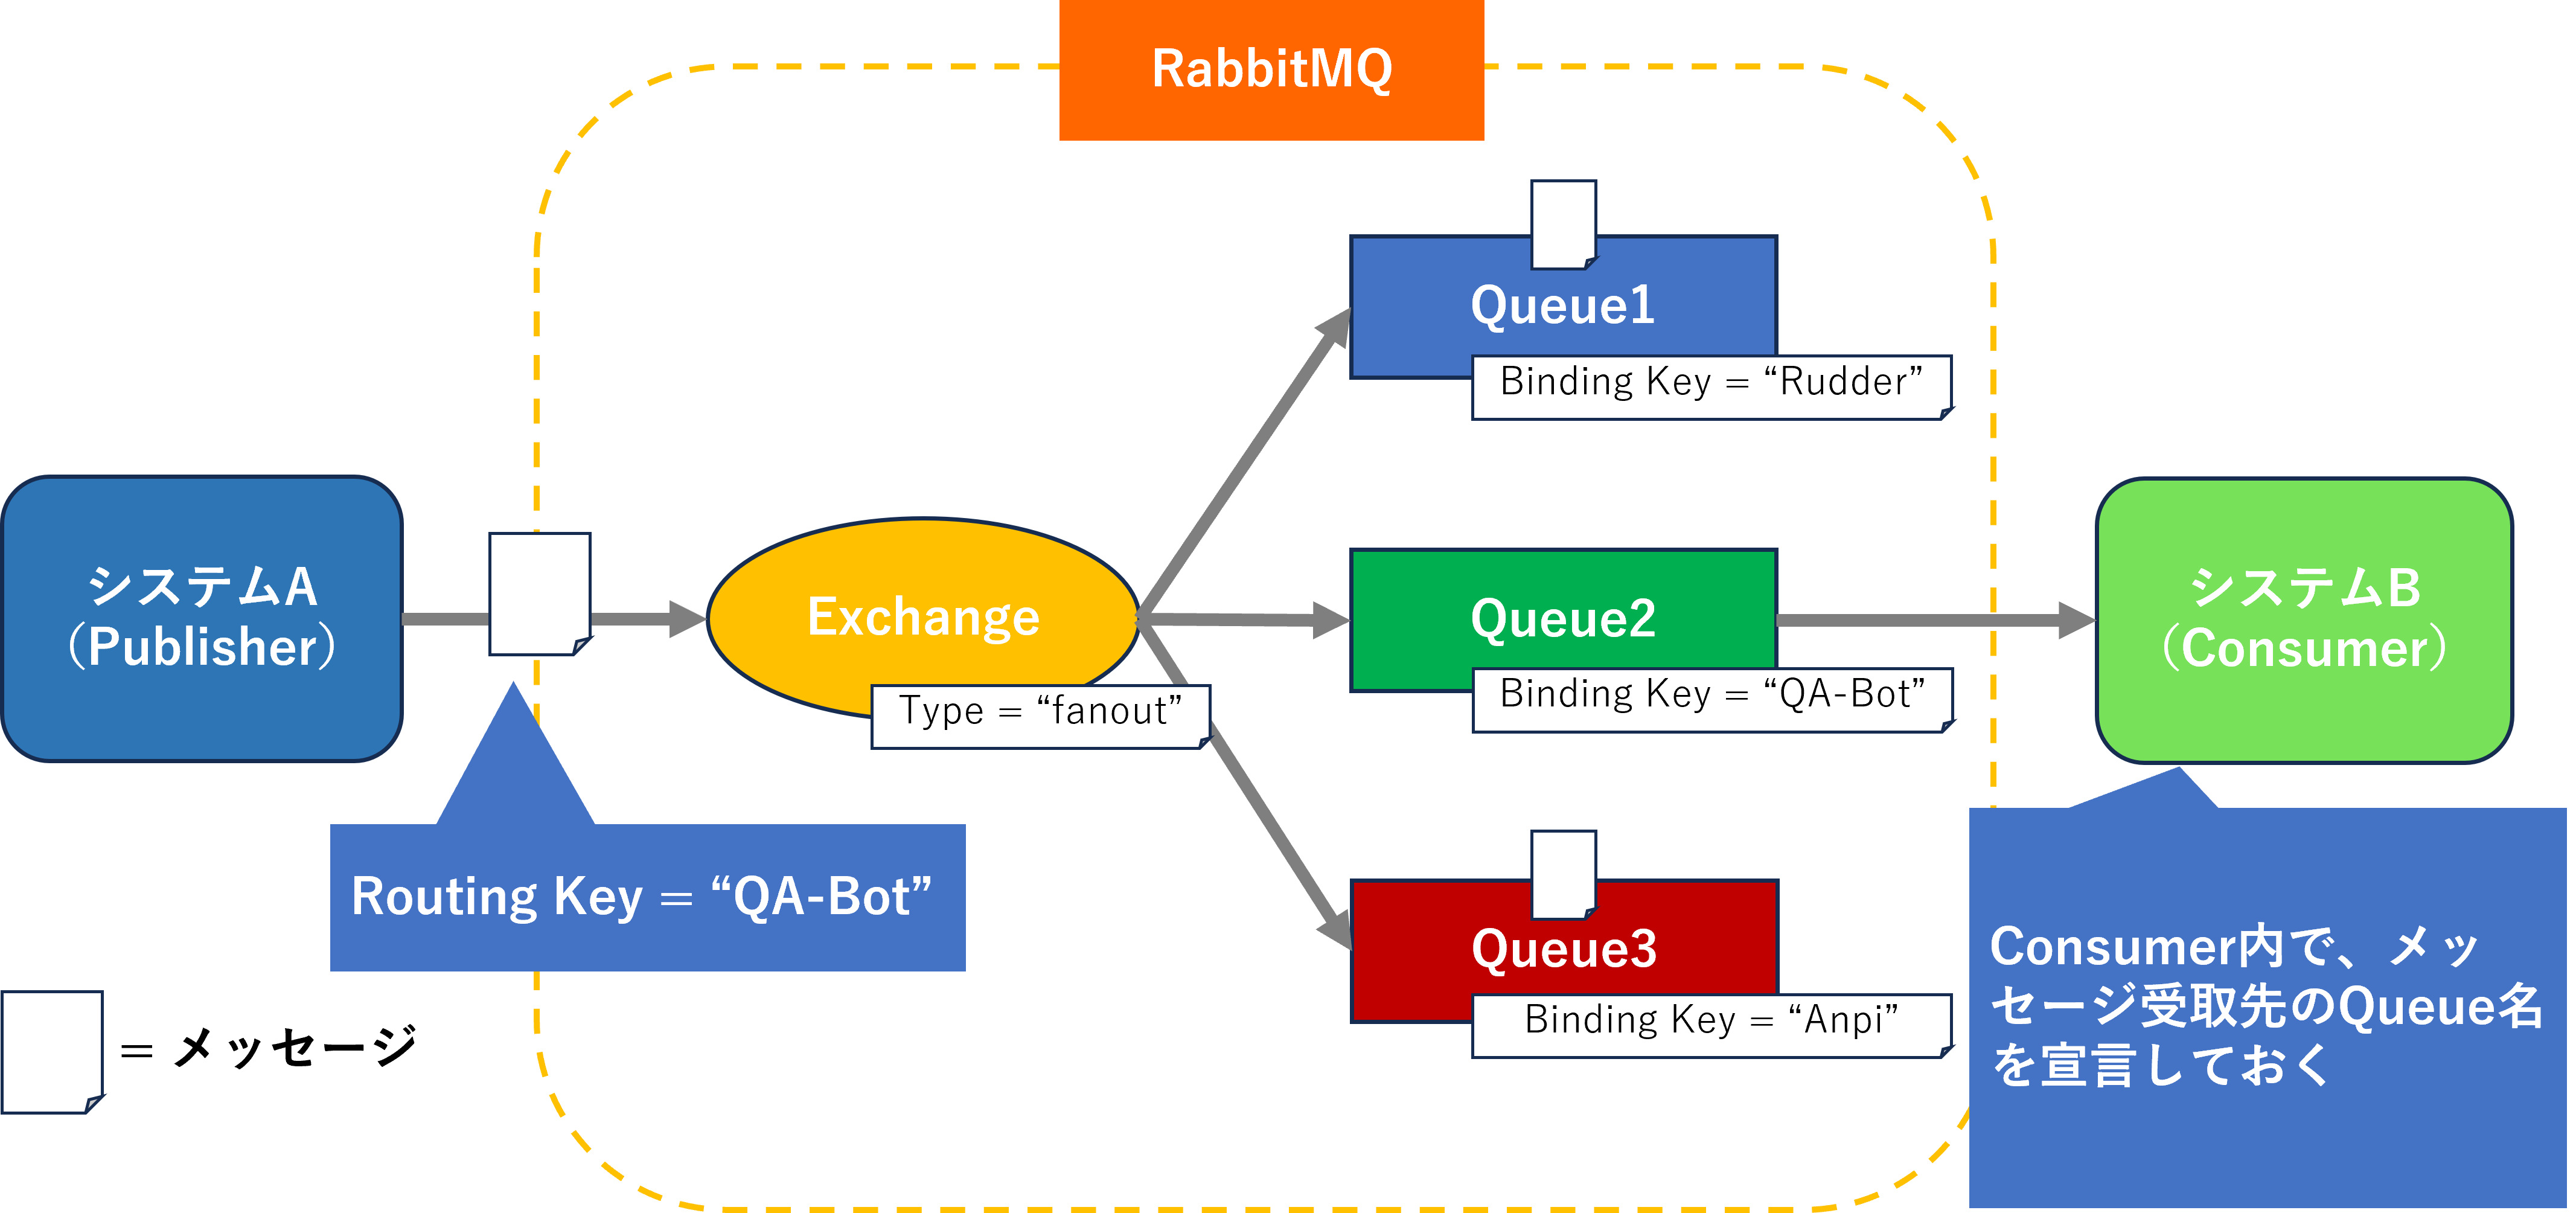 RabbitMQ
Queue1
Binding Key = “Rudder”
システムA
（Publisher）
Exchange
Type = “fanout”
Queue2
Binding Key = “QA-Bot”
システムB
（Consumer）
Routing Key = “QA-Bot”
Queue3
Binding Key = “Anpi”
Consumer内で、メッ
セージ受取先のQueue名
を宣言しておく
= メッセージ